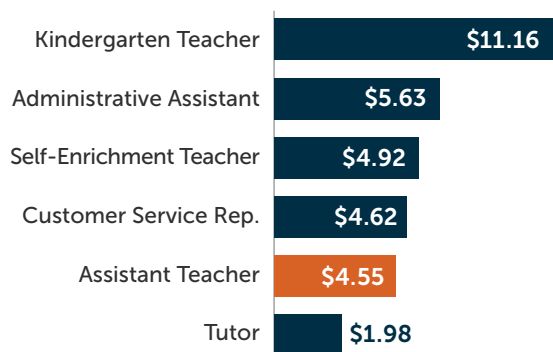 Kindergarten Teacher $11.16
Administrative Assistant $5.63
Self-Enrichment Teacher $4.92
Customer Service Rep. $4.62
Assistant Teacher $4.55
Tutor $1.98